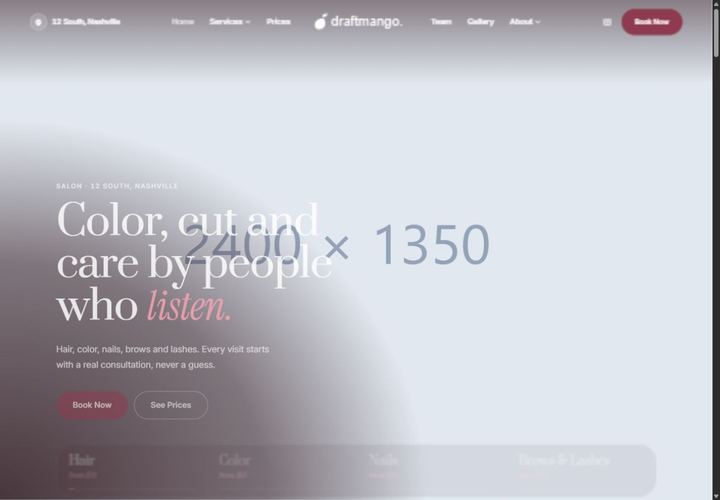 12 South, Nashville
Home
Services
Prices
draftmango.
Team
Gallery
About
Book Now
SALON · 12 SOUTH, NASHVILLE
2400 × 1350
Color, cut and
care by people
who listen.
Hair, color, nails, brows and lashes. Every visit starts
with a real consultation, never a guess.
Book Now
See Prices
Hair
Color
Nails
Brows & Lashes